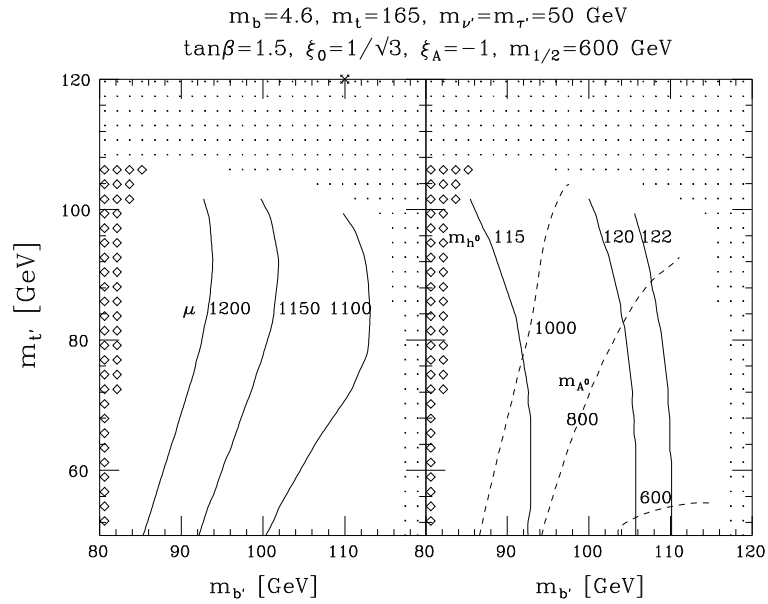 m_b=4.6, m_t=165, m_ν′=m_τ′=50 GeV
tanβ=1.5, ξ_0=1/√3, ξ_A=−1, m_1/2=600 GeV
120
100
80
60
m_t′ [GeV]
μ 1200 1150 1100
m_h⁰ 115 120 122
1000
m_A⁰
800
600
80 90 100 110 80 90 100 110 120
m_b′ [GeV] m_b′ [GeV]